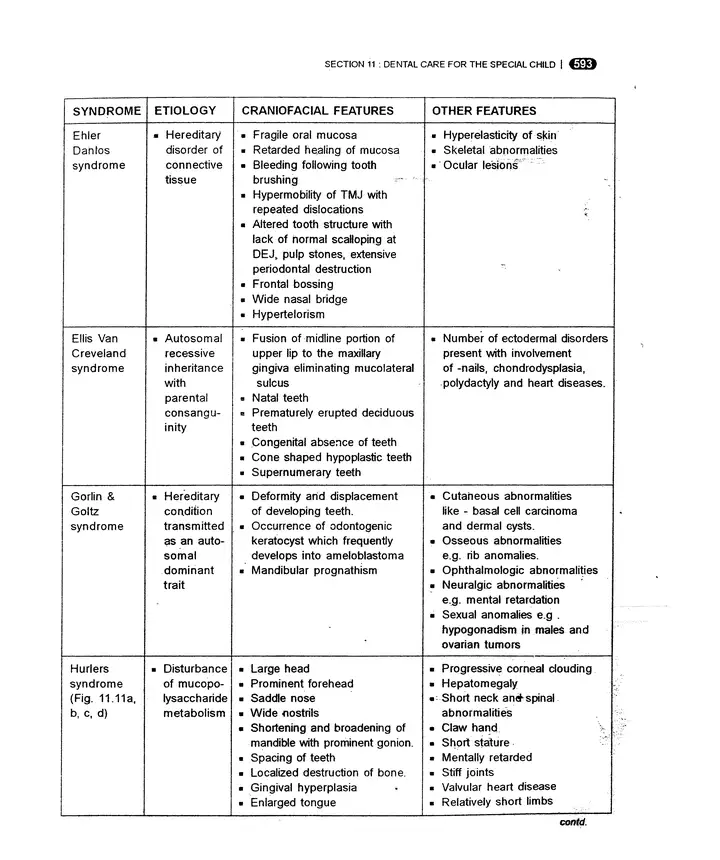 SECTION 11 : DENTAL CARE FOR THE SPECIAL CHILD | 593
SYNDROME ETIOLOGY CRANIOFACIAL FEATURES OTHER FEATURES
Ehler
Danlos
syndrome
▪ Hereditary
disorder of
connective
tissue
▪ Fragile oral mucosa
▪ Retarded healing of mucosa
▪ Bleeding following tooth
brushing
▪ Hypermobility of TMJ with
repeated dislocations
▪ Altered tooth structure with
lack of normal scalloping at
DEJ, pulp stones, extensive
periodontal destruction
▪ Frontal bossing
▪ Wide nasal bridge
▪ Hypertelorism
▪ Hyperelasticity of skin
▪ Skeletal abnormalities
▪ Ocular lesions
Ellis Van
Creveland
syndrome
▪ Autosomal
recessive
inheritance
with
parental
consangu-
inity
▪ Fusion of midline portion of
upper lip to the maxillary
gingiva eliminating mucolateral
sulcus
▪ Natal teeth
▪ Prematurely erupted deciduous
teeth
▪ Congenital absence of teeth
▪ Cone shaped hypoplastic teeth
▪ Supernumerary teeth
▪ Number of ectodermal disorders
present with involvement
of -nails, chondrodysplasia,
polydactyly and heart diseases.
Gorlin &
Goltz
syndrome
▪ Hereditary
condition
transmitted
as an auto-
somal
dominant
trait
▪ Deformity and displacement
of developing teeth.
▪ Occurrence of odontogenic
keratocyst which frequently
develops into ameloblastoma
▪ Mandibular prognathism
▪ Cutaneous abnormalities
like - basal cell carcinoma
and dermal cysts.
▪ Osseous abnormalities
e.g. rib anomalies.
▪ Ophthalmologic abnormalities
▪ Neuralgic abnormalities
e.g. mental retardation
▪ Sexual anomalies e.g .
hypogonadism in males and
ovarian tumors
Hurlers
syndrome
(Fig. 11.11a,
b, c, d)
▪ Disturbance
of mucopo-
lysaccharide
metabolism
▪ Large head
▪ Prominent forehead
▪ Saddle nose
▪ Wide nostrils
▪ Shortening and broadening of
mandible with prominent gonion.
▪ Spacing of teeth
▪ Localized destruction of bone.
▪ Gingival hyperplasia
▪ Enlarged tongue
▪ Progressive corneal clouding
▪ Hepatomegaly
▪ Short neck and spinal
abnormalities
▪ Claw hand
▪ Short stature
▪ Mentally retarded
▪ Stiff joints
▪ Valvular heart disease
▪ Relatively short limbs
contd.